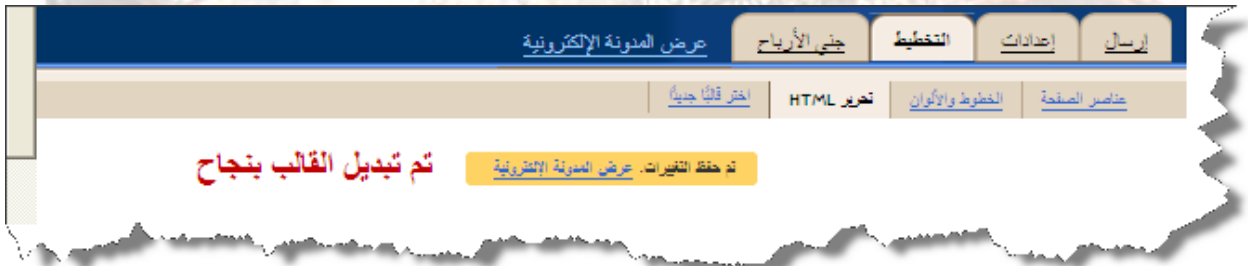 إرسال إعدادات التخطيط جني الأرباح عرض المدونة الإلكترونية
عناصر الصفحة الخطوط والألوان تحرير HTML اختر قالبًا جديدًا
تم حفظ التغييرات. عرض المدونة الإلكترونية تم تبديل القالب بنجاح